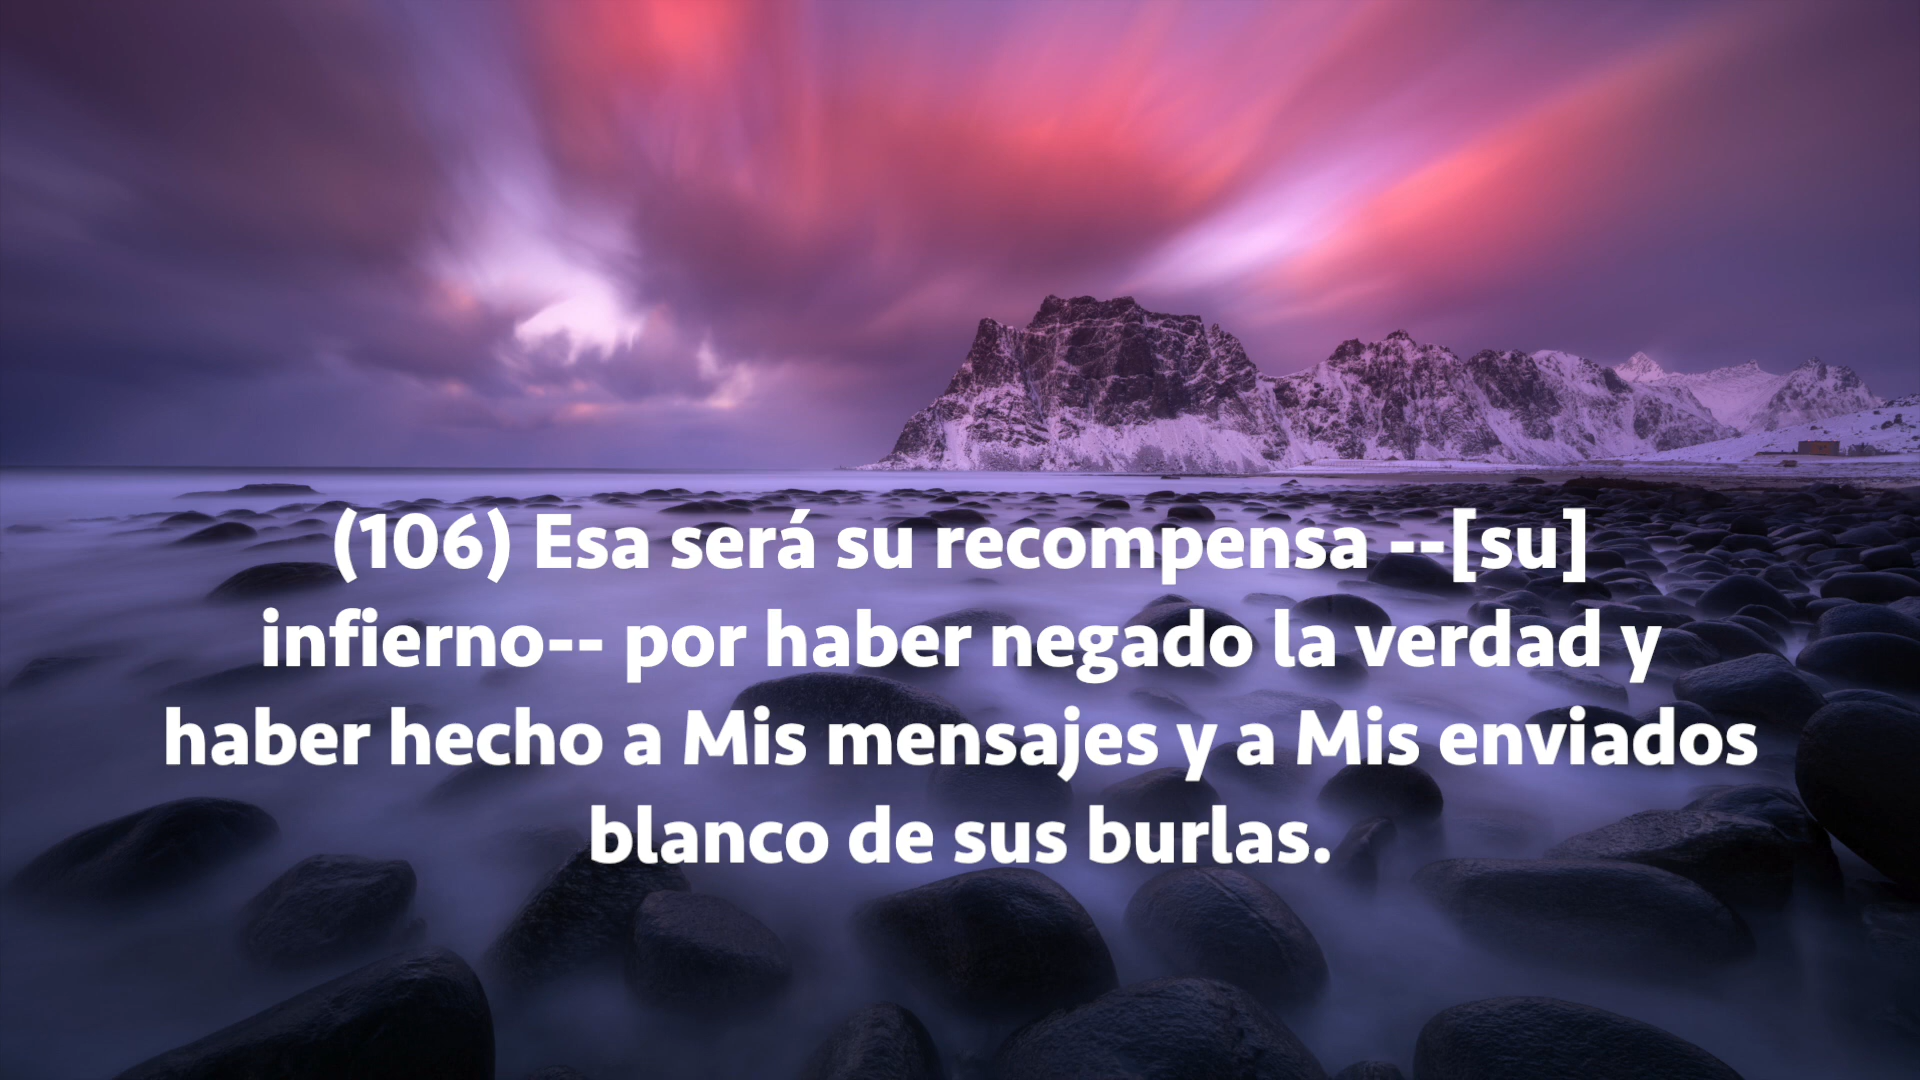 (106) Esa será su recompensa --[su]
infierno-- por haber negado la verdad y
haber hecho a Mis mensajes y a Mis enviados
blanco de sus burlas.